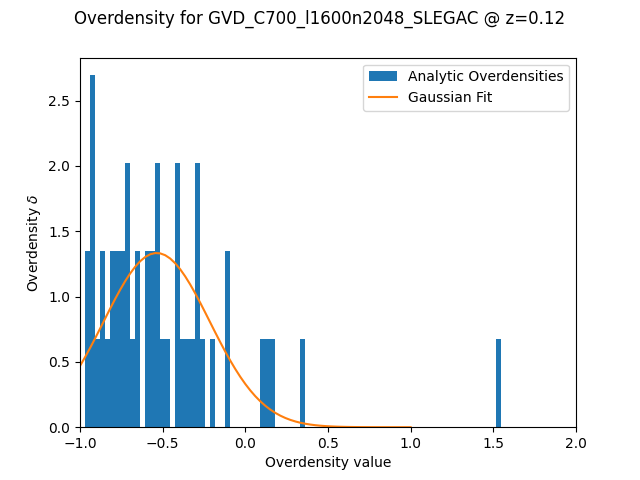 Overdensity for GVD_C700_l1600n2048_SLEGAC @ z=0.12
Analytic Overdensities
Gaussian Fit
Overdensity δ
2.5
2.0
1.5
1.0
0.5
0.0
−1.0 −0.5 0.0 0.5 1.0 1.5 2.0
Overdensity value